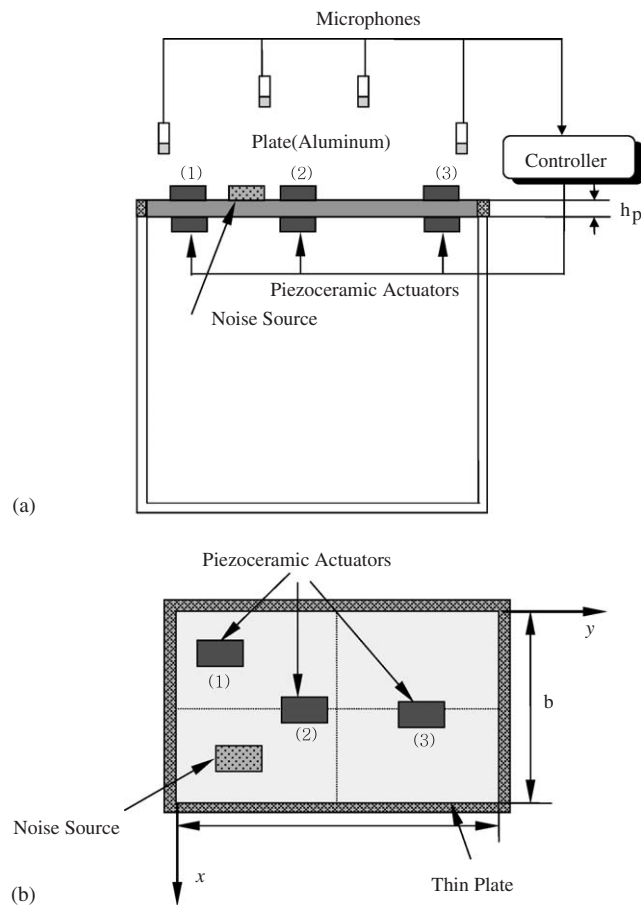 Microphones
Plate(Aluminum)
(1)
(2)
(3)
Controller
hp
Piezoceramic Actuators
Noise Source
(a)
Piezoceramic Actuators
y
(1)
b
(2)
(3)
Noise Source
x
Thin Plate
(b)